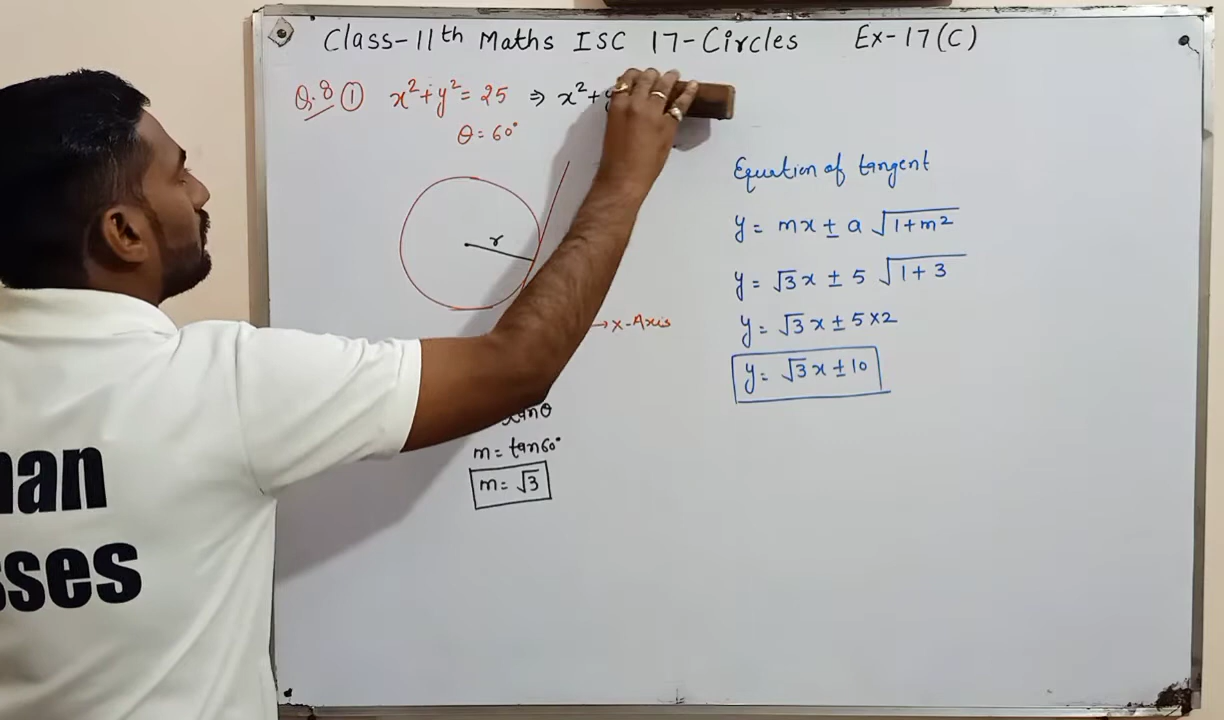 Class-11th Maths ISC 17-Circles Ex-17(C)
Q.8 ① x²+y²= 25 ⇒ x²+y
θ= 60°
r
→X-Axis
tanθ
m= tan60°
m= √3
Equation of tangent
y= mx ± a √1+m²
y= √3x ± 5 √1+3
y= √3x ± 5×2
y= √3x ± 10
sses